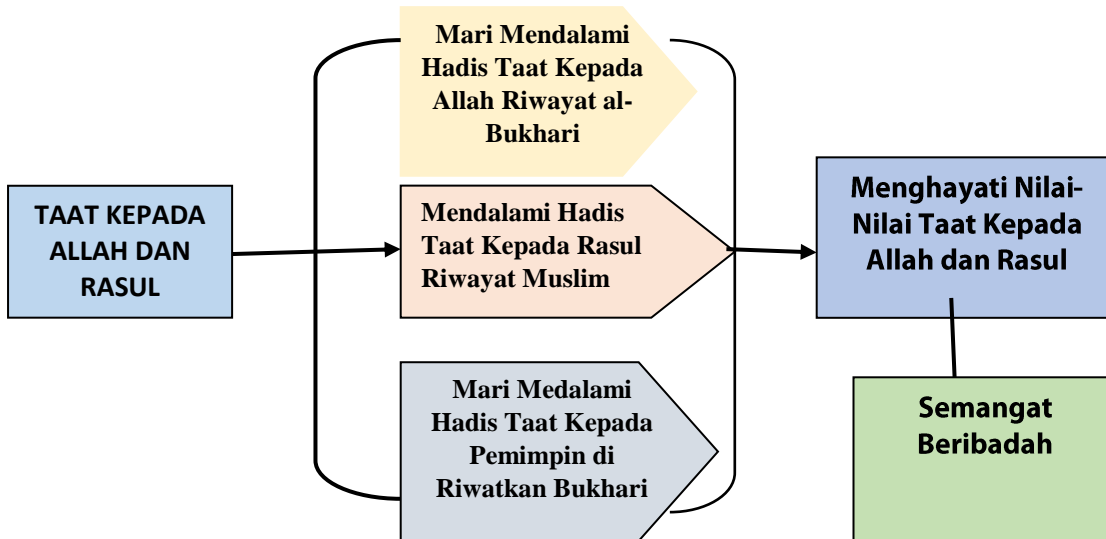 TAAT KEPADA
ALLAH DAN
RASUL
Mari Mendalami
Hadis Taat Kepada
Allah Riwayat al-
Bukhari
Mendalami Hadis
Taat Kepada Rasul
Riwayat Muslim
Mari Medalami
Hadis Taat Kepada
Pemimpin di
Riwatkan Bukhari
Menghayati Nilai-
Nilai Taat Kepada
Allah dan Rasul
Semangat
Beribadah